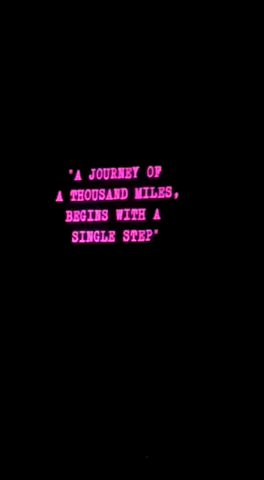 "A JOURNEY OF
A THOUSAND MILES,
BEGINS WITH A
SINGLE STEP"